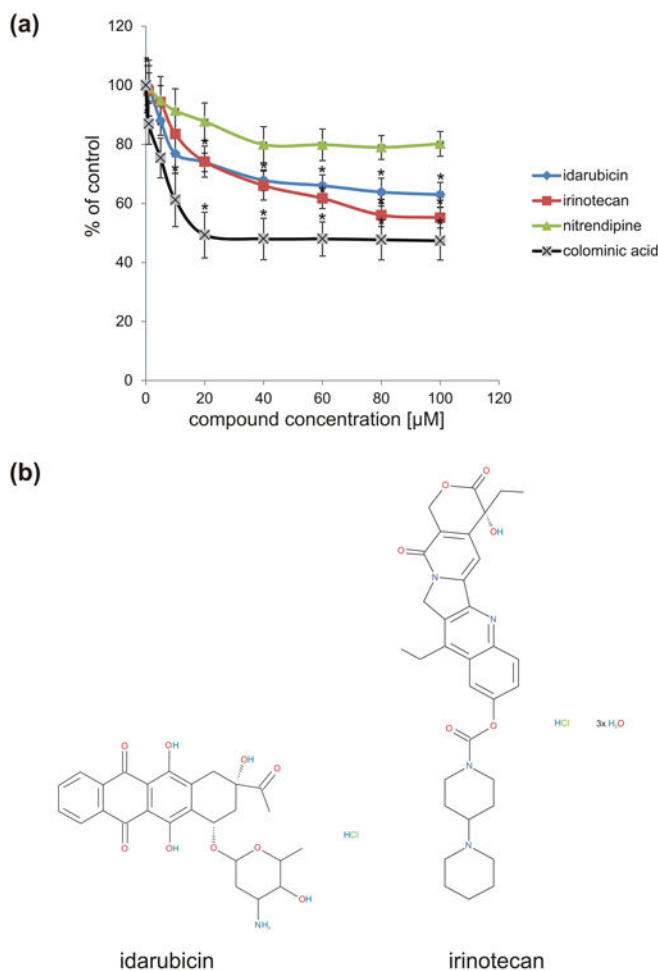 (a)
120
100
80
60
40
20
0
% of control
* * * * *
* * * *
* * * * *
0 20 40 60 80 100 120
compound concentration [µM]
idarubicin
irinotecan
nitrendipine
colominic acid
(b)
O
O
OH
O
N
N
O
O
HCl 3x H₂O
N
N
O OH OH O
O OH
O O
OH
NH₂
HCl
idarubicin irinotecan